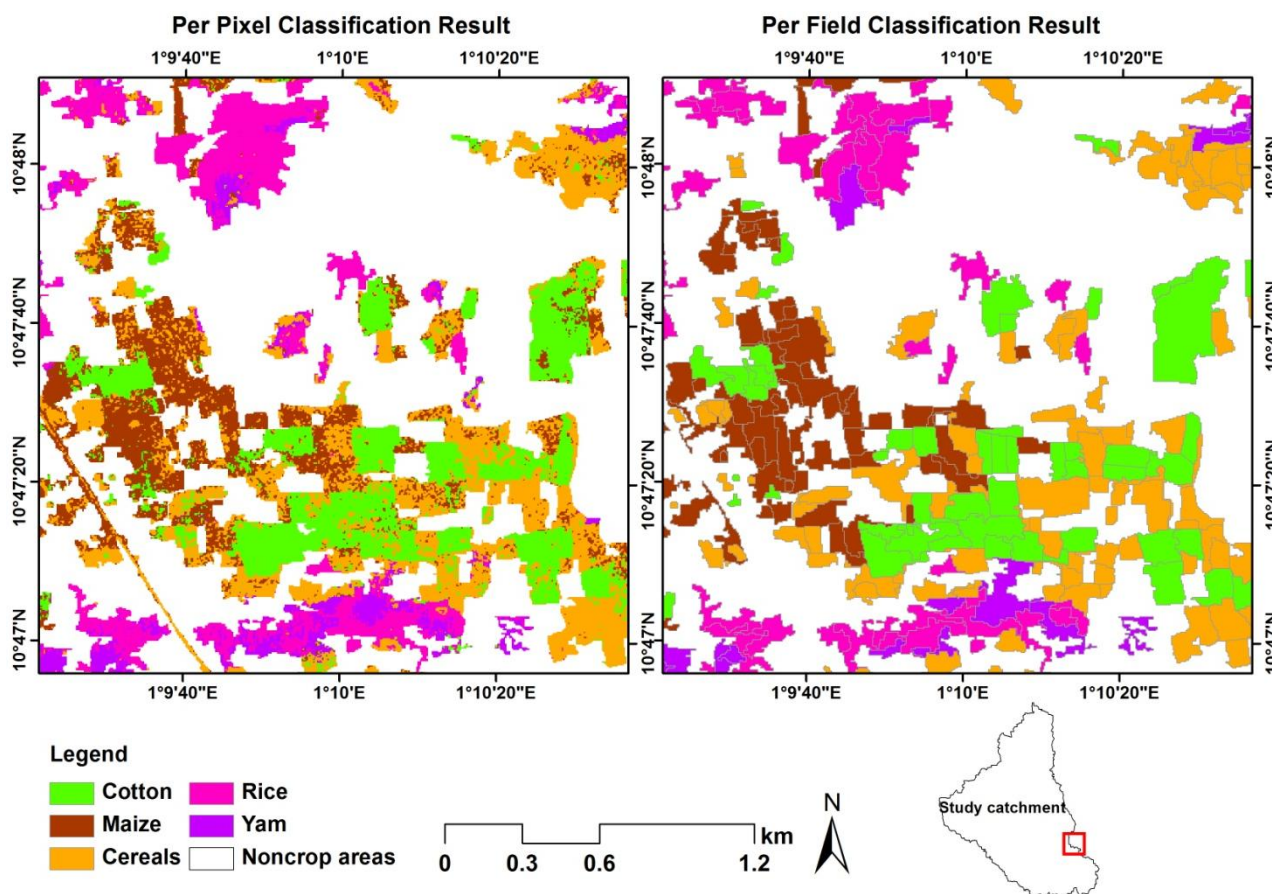 Per Pixel Classification Result
Per Field Classification Result
1°9'40"E 1°10'0"E 1°10'20"E
1°9'40"E 1°10'0"E 1°10'20"E
10°48'N
10°47'40"N
10°47'20"N
10°47'N
10°48'N
10°47'40"N
10°47'20"N
10°47'N
1°9'40"E 1°10'E 1°10'20"E
1°9'40"E 1°10'E 1°10'20"E
Legend
Cotton
Maize
Cereals
Rice
Yam
Noncrop areas
km
0 0.3 0.6 1.2
N
Study catchment